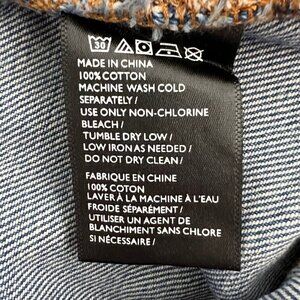 30
MADE IN CHINA
100% COTTON
MACHINE WASH COLD
SEPARATELY /
USE ONLY NON-CHLORINE
BLEACH /
TUMBLE DRY LOW /
LOW IRON AS NEEDED /
DO NOT DRY CLEAN /
FABRIQUE EN CHINE
100% COTON
LAVER À LA MACHINE À L'EAU
FROIDE SÉPARÉMENT /
UTILISER UN AGENT DE
BLANCHIMENT SANS CHLORE
SI NÉCESSAIRE /